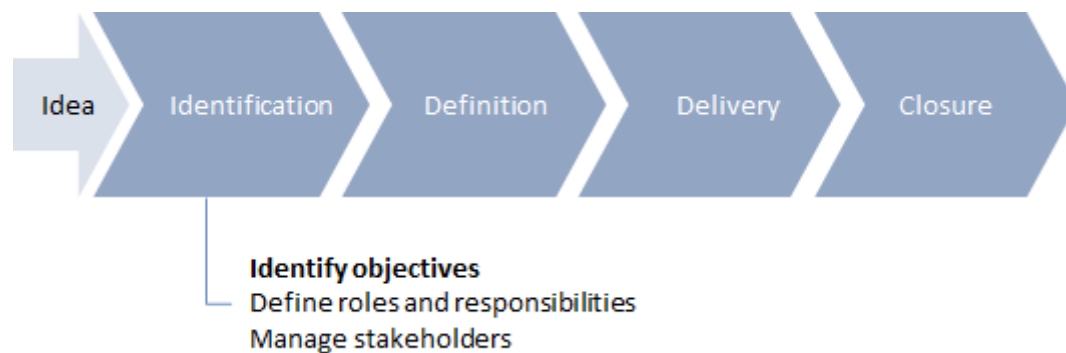 Idea
Identification
Definition
Delivery
Closure
Identify objectives
Define roles and responsibilities
Manage stakeholders